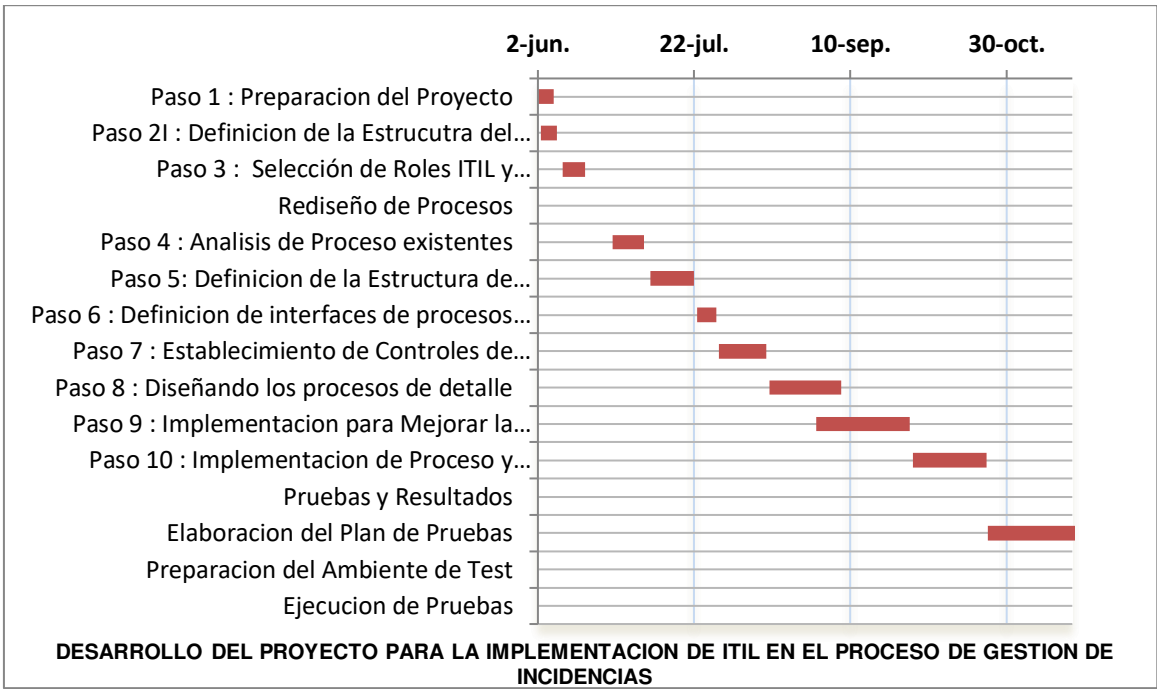 2-jun. 22-jul. 10-sep. 30-oct.
Paso 1 : Preparacion del Proyecto
Paso 2I : Definicion de la Estrucutra del...
Paso 3 :  Selección de Roles ITIL y...
Rediseño de Procesos
Paso 4 : Analisis de Proceso existentes
Paso 5: Definicion de la Estructura de...
Paso 6 : Definicion de interfaces de procesos...
Paso 7 : Establecimiento de Controles de...
Paso 8 : Diseñando los procesos de detalle
Paso 9 : Implementacion para Mejorar la...
Paso 10 : Implementacion de Proceso y...
Pruebas y Resultados
Elaboracion del Plan de Pruebas
Preparacion del Ambiente de Test
Ejecucion de Pruebas
DESARROLLO DEL PROYECTO PARA LA IMPLEMENTACION DE ITIL EN EL PROCESO DE GESTION DE
INCIDENCIAS